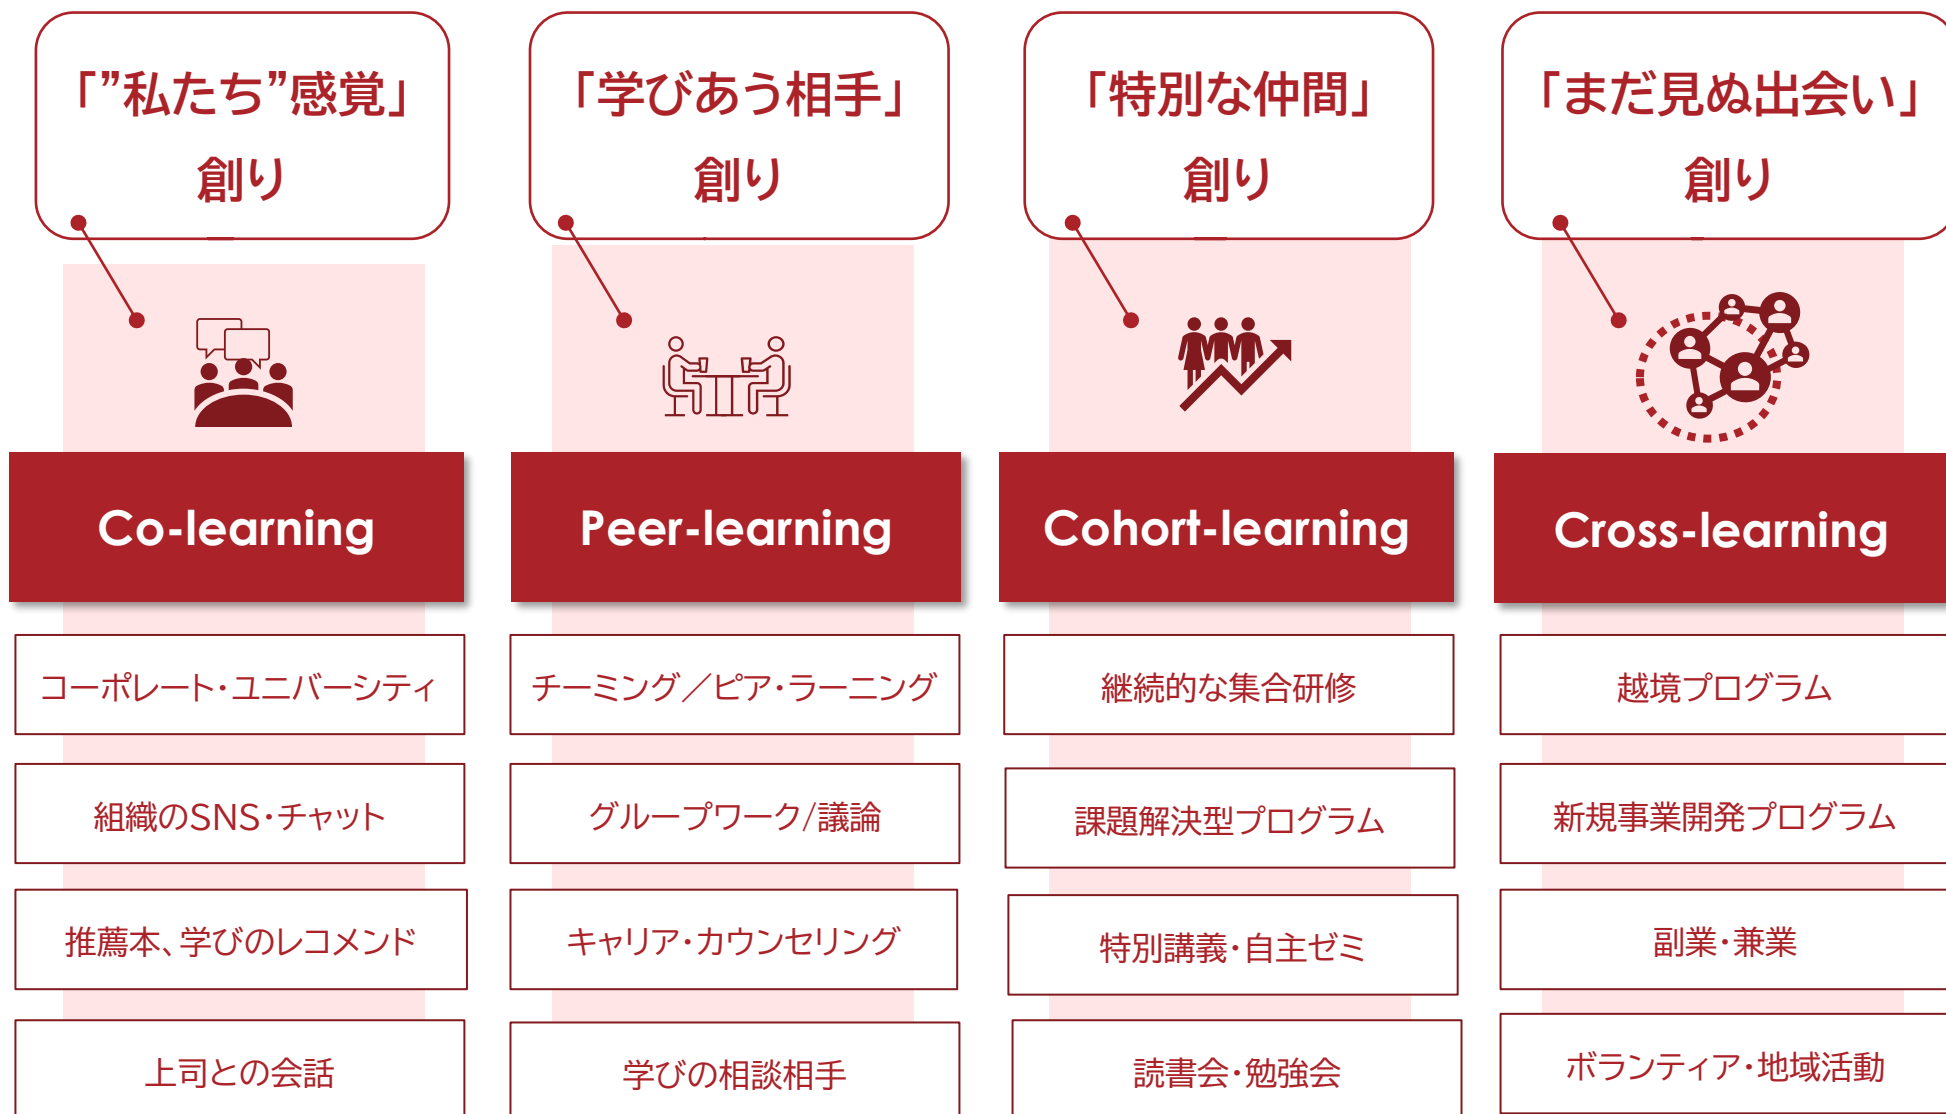 「”私たち”感覚」
創り
「学びあう相手」
創り
「特別な仲間」
創り
「まだ見ぬ出会い」
創り
Co-learning
Peer-learning
Cohort-learning
Cross-learning
コーポレート・ユニバーシティ
チーミング／ピア・ラーニング
継続的な集合研修
越境プログラム
組織のSNS・チャット
グループワーク/議論
課題解決型プログラム
新規事業開発プログラム
推薦本、学びのレコメンド
キャリア・カウンセリング
特別講義・自主ゼミ
副業・兼業
上司との会話
学びの相談相手
読書会・勉強会
ボランティア・地域活動